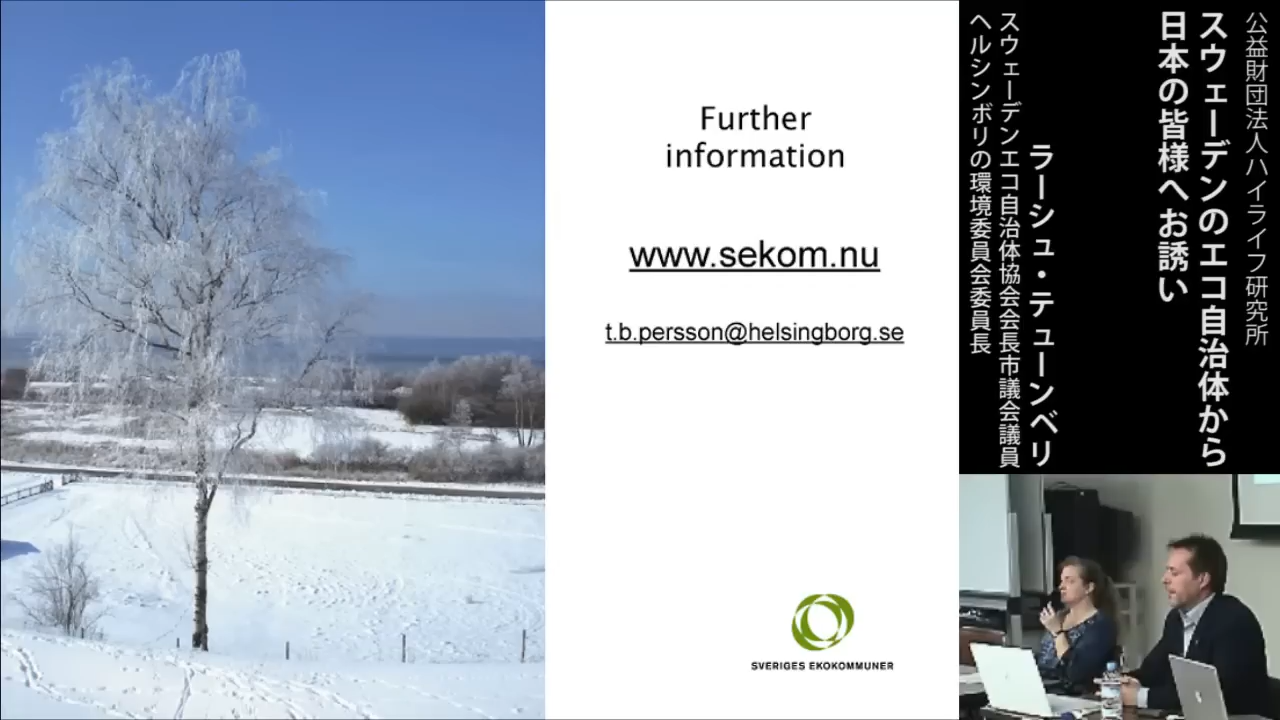 Further
information
www.sekom.nu
t.b.persson@helsingborg.se
SVERIGES EKOKOMMUNER
公益財団法人ハイライフ研究所
スウェーデンのエコ自治体から
日本の皆様へお誘い
ラーシュ・テューンベリ
スウェーデンエコ自治体協会会長市議会議員
ヘルシンボリの環境委員会委員長